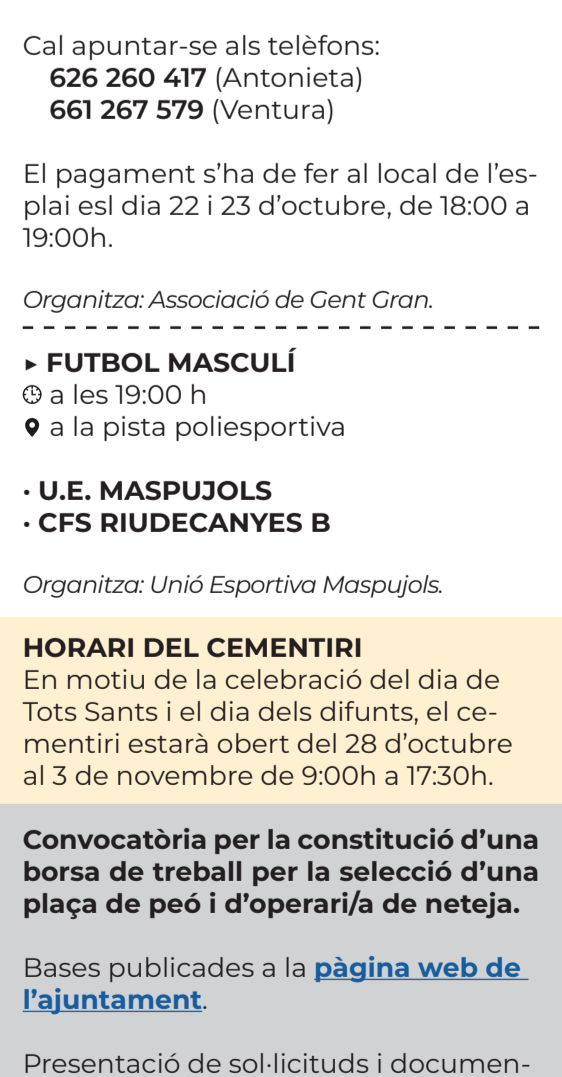 Cal apuntar-se als telèfons:
626 260 417 (Antonieta)
661 267 579 (Ventura)
El pagament s’ha de fer al local de l’es-
plai esl dia 22 i 23 d’octubre, de 18:00 a
19:00h.
Organitza: Associació de Gent Gran.
▸ FUTBOL MASCULÍ
a les 19:00 h
a la pista poliesportiva
· U.E. MASPUJOLS
· CFS RIUDECANYES B
Organitza: Unió Esportiva Maspujols.
HORARI DEL CEMENTIRI
En motiu de la celebració del dia de
Tots Sants i el dia dels difunts, el ce-
mentiri estarà obert del 28 d’octubre
al 3 de novembre de 9:00h a 17:30h.
Convocatòria per la constitució d’una
borsa de treball per la selecció d’una
plaça de peó i d’operari/a de neteja.
Bases publicades a la pàgina web de
l’ajuntament.
Presentació de sol·licituds i documen-